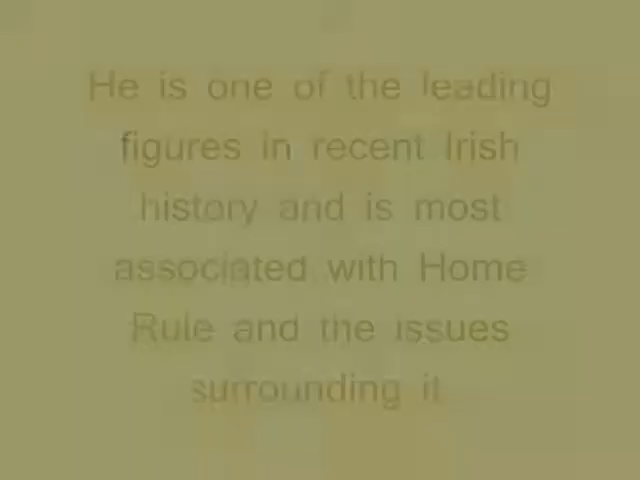 He is one of the leading
figures in recent Irish
history and is most
associated with Home
Rule and the issues
surrounding it